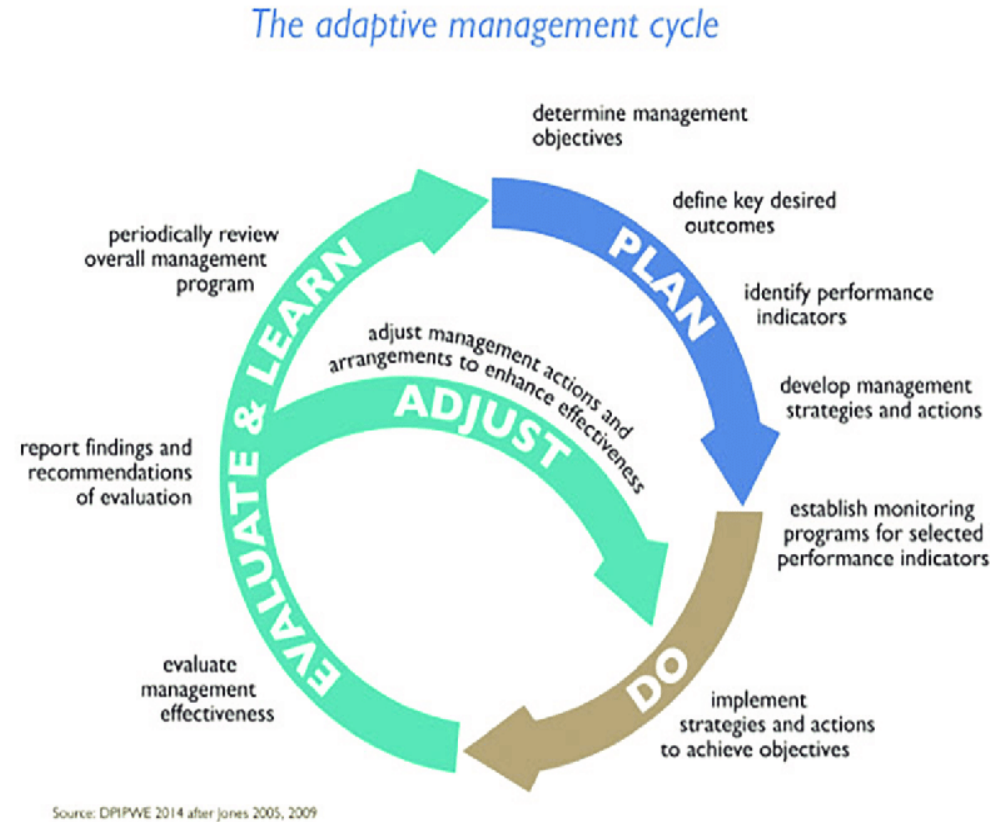 The adaptive management cycle
determine management
objectives
define key desired
outcomes
PLAN
identify performance
indicators
develop management
strategies and actions
establish monitoring
programs for selected
performance indicators
DO
implement
strategies and actions
to achieve objectives
evaluate
management
effectiveness
EVALUATE & LEARN
report findings and
recommendations
of evaluation
periodically review
overall management
program
adjust management actions and
arrangements to enhance effectiveness
ADJUST
Source: DPIPWE 2014 after Jones 2005, 2009